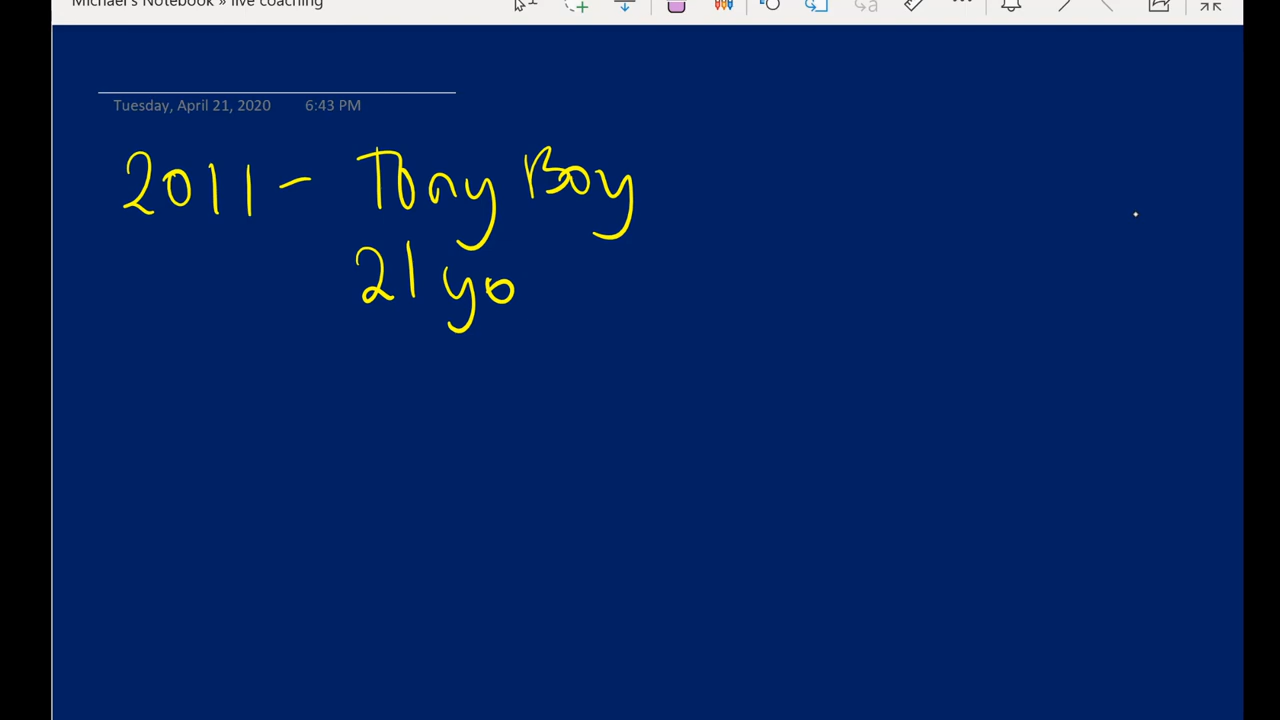 Michael's Notebook » live coaching
Tuesday, April 21, 2020 6:43 PM
2011 - Tony Boy
21 yo